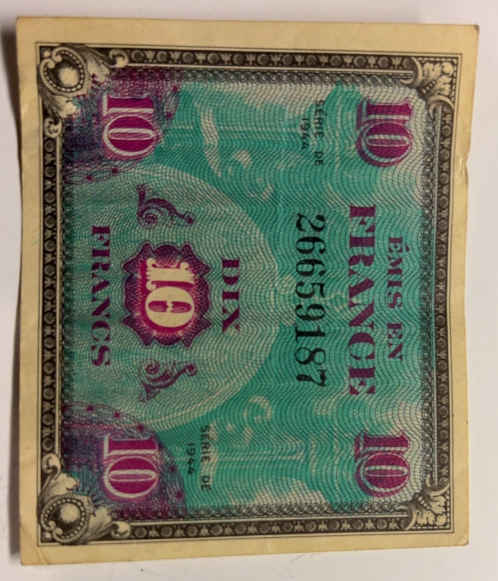 10 ÉMIS EN 10
FRANCE
SÉRIE DE
1944
26659187
SÉRIE DE
1944
DIX
10
FRANCS
10 10